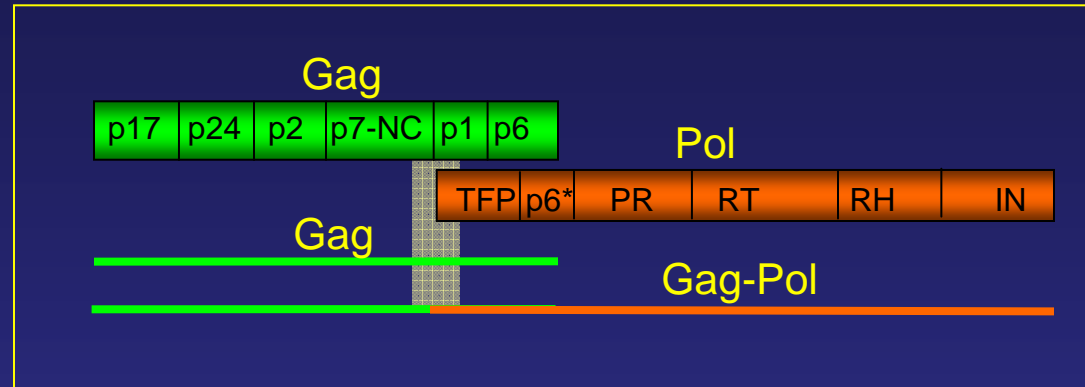 Gag
p17 p24 p2 p7-NC p1 p6
Pol
TFP p6* PR RT RH IN
Gag
Gag-Pol